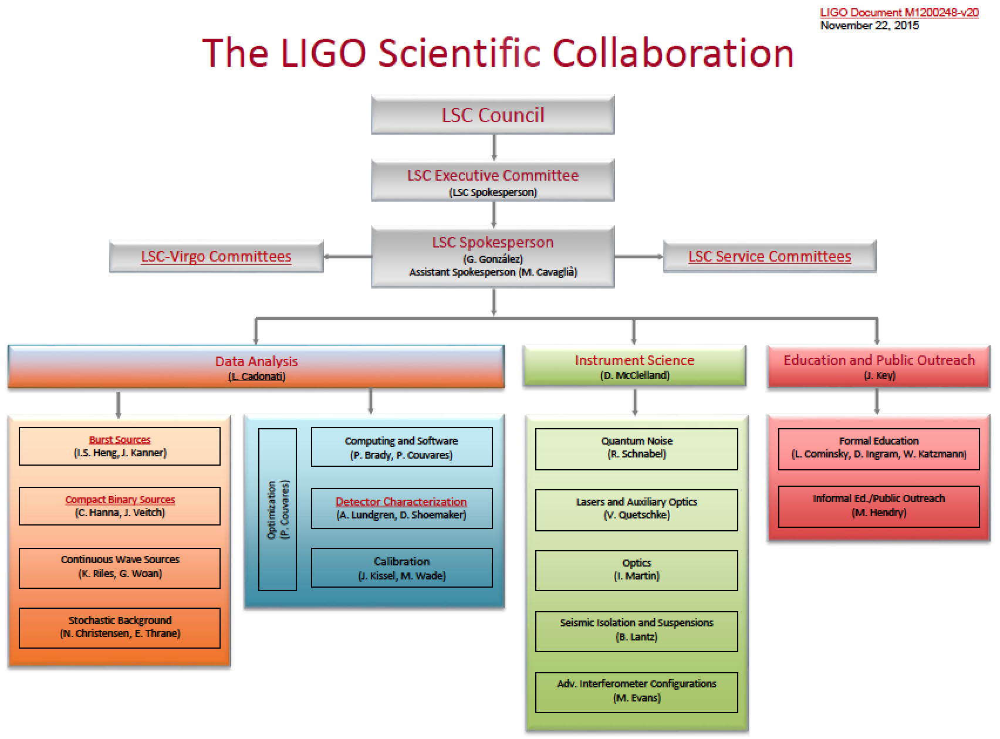 LIGO Document M1200248-v20
November 22, 2015
The LIGO Scientific Collaboration
LSC Council
LSC Executive Committee
(LSC Spokesperson)
LSC Spokesperson
(G. González)
Assistant Spokesperson (M. Cavaglià)
LSC-Virgo Committees
LSC Service Committees
Data Analysis
(L. Cadonati)
Instrument Science
(D. McClelland)
Education and Public Outreach
(J. Key)
Burst Sources
(I.S. Heng, J. Kanner)
Compact Binary Sources
(C. Hanna, J. Veitch)
Continuous Wave Sources
(K. Riles, G. Woan)
Stochastic Background
(N. Christensen, E. Thrane)
Optimization
(P. Couvares)
Computing and Software
(P. Brady, P. Couvares)
Detector Characterization
(A. Lundgren, D. Shoemaker)
Calibration
(J. Kissel, M. Wade)
Quantum Noise
(R. Schnabel)
Lasers and Auxiliary Optics
(V. Quetschke)
Optics
(I. Martin)
Seismic Isolation and Suspensions
(B. Lantz)
Adv. Interferometer Configurations
(M. Evans)
Formal Education
(L. Cominsky, D. Ingram, W. Katzmann)
Informal Ed./Public Outreach
(M. Hendry)